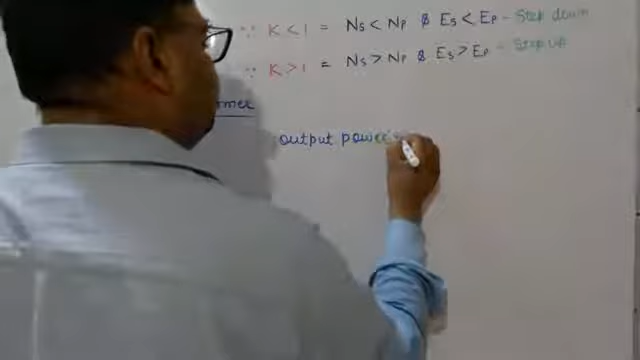 ∵ K < 1 = Ns < Np & Es < Ep - Step down
∵ K > 1 = Ns > Np & Es > Ep - Step up
output power